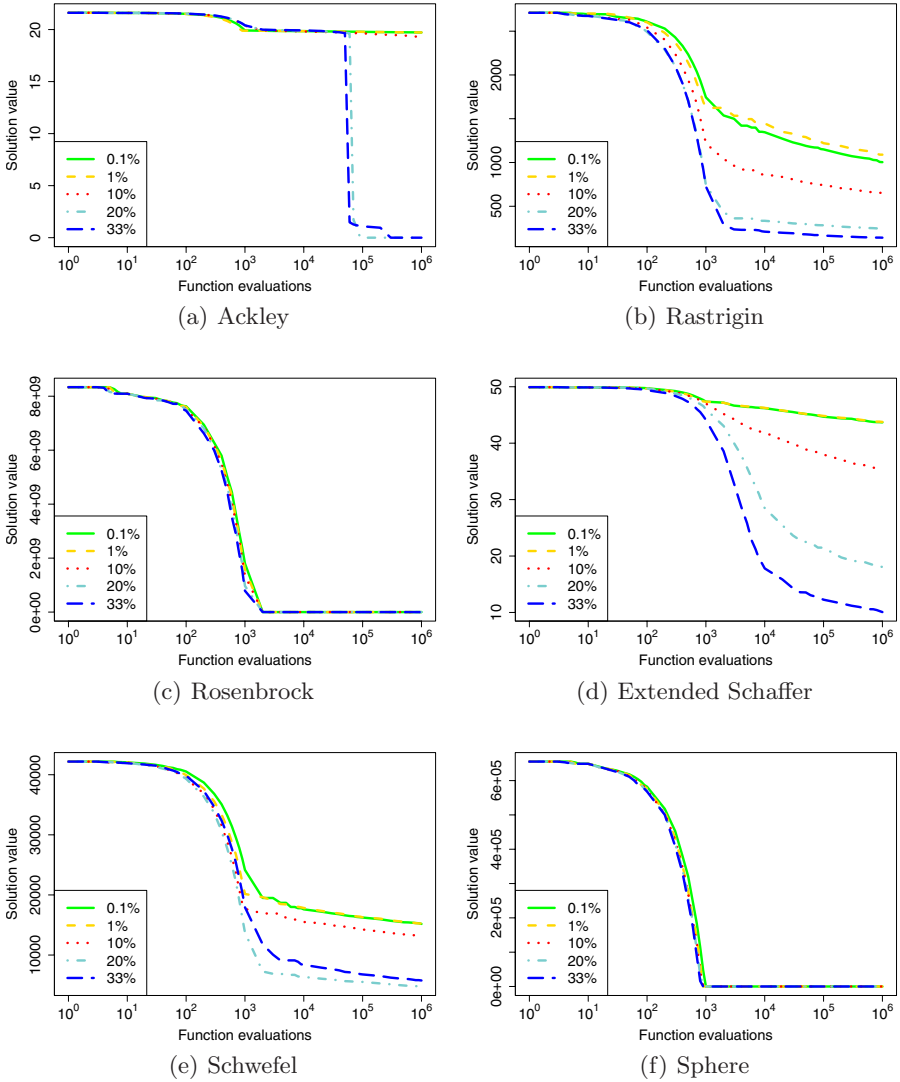 Solution value
20
15
10
5
0
0.1%
1%
10%
20%
33%
10^0 10^1 10^2 10^3 10^4 10^5 10^6
Function evaluations
(a) Ackley
Solution value
2000
1000
500
0.1%
1%
10%
20%
33%
10^0 10^1 10^2 10^3 10^4 10^5 10^6
Function evaluations
(b) Rastrigin
Solution value
8e+09
6e+09
4e+09
2e+09
0e+00
0.1%
1%
10%
20%
33%
10^0 10^1 10^2 10^3 10^4 10^5 10^6
Function evaluations
(c) Rosenbrock
Solution value
50
40
30
20
10
0.1%
1%
10%
20%
33%
10^0 10^1 10^2 10^3 10^4 10^5 10^6
Function evaluations
(d) Extended Schaffer
Solution value
40000
30000
20000
10000
0.1%
1%
10%
20%
33%
10^0 10^1 10^2 10^3 10^4 10^5 10^6
Function evaluations
(e) Schwefel
Solution value
6e+05
4e+05
2e+05
0e+00
0.1%
1%
10%
20%
33%
10^0 10^1 10^2 10^3 10^4 10^5 10^6
Function evaluations
(f) Sphere